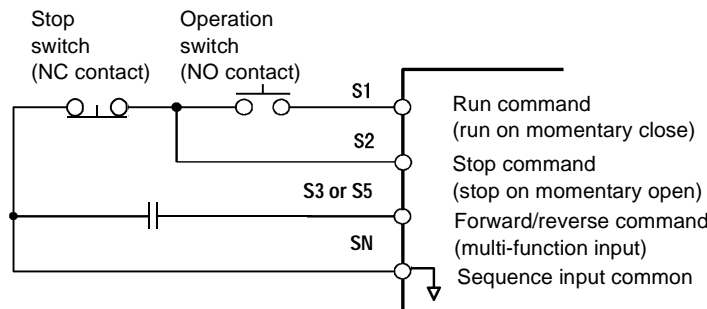 Stop
switch
(NC contact)
Operation
switch
(NO contact)
S1
Run command
(run on momentary close)
S2
Stop command
(stop on momentary open)
S3 or S5
Forward/reverse command
(multi-function input)
SN
Sequence input common